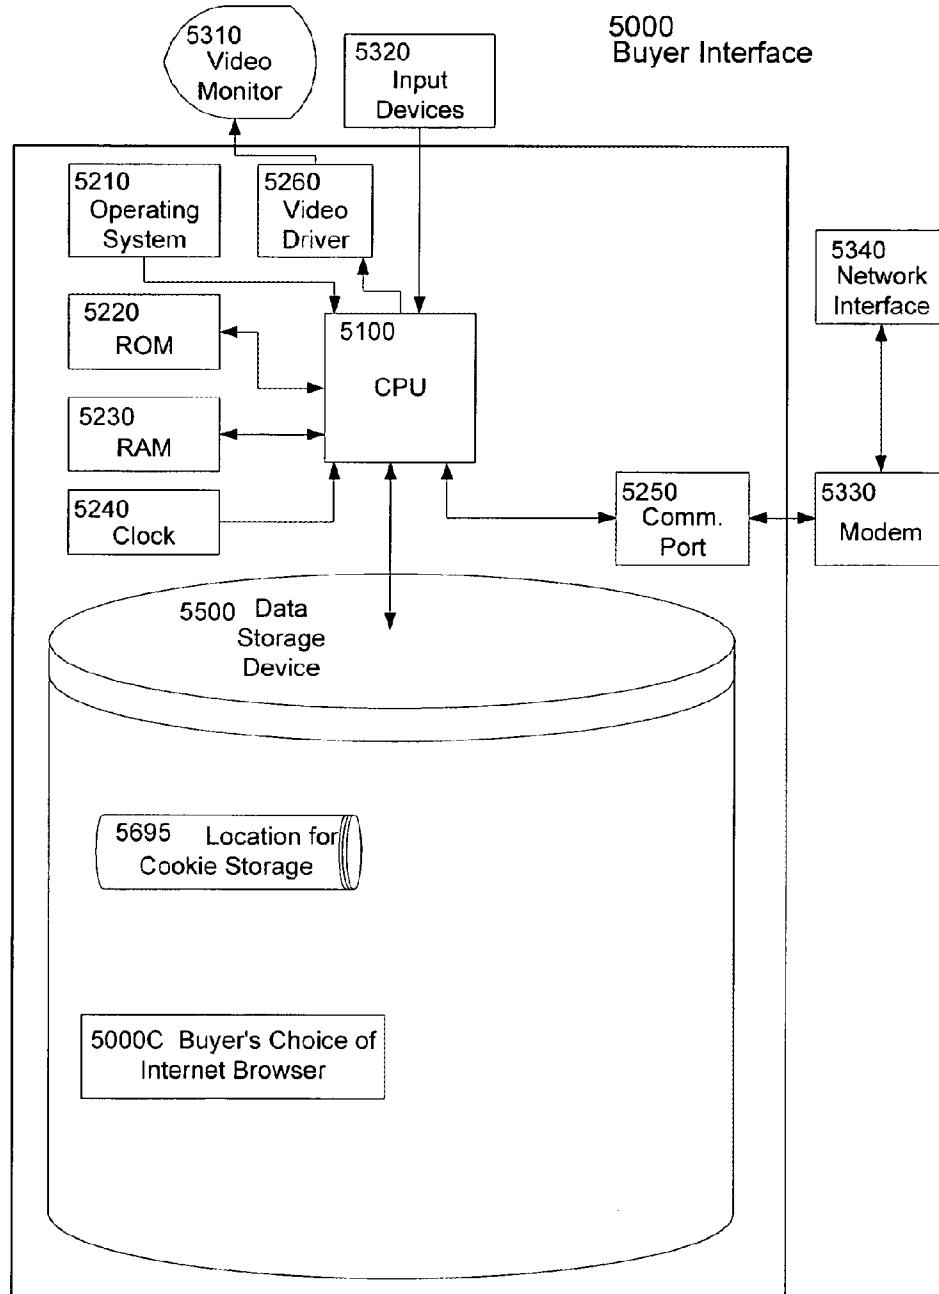 5000
Buyer Interface
5310
Video
Monitor
5320
Input
Devices
5210
Operating
System
5260
Video
Driver
5340
Network
Interface
5220
ROM
5100
CPU
5230
RAM
5240
Clock
5250
Comm.
Port
5330
Modem
5500 Data
Storage
Device
5695 Location for
Cookie Storage
5000C Buyer's Choice of
Internet Browser